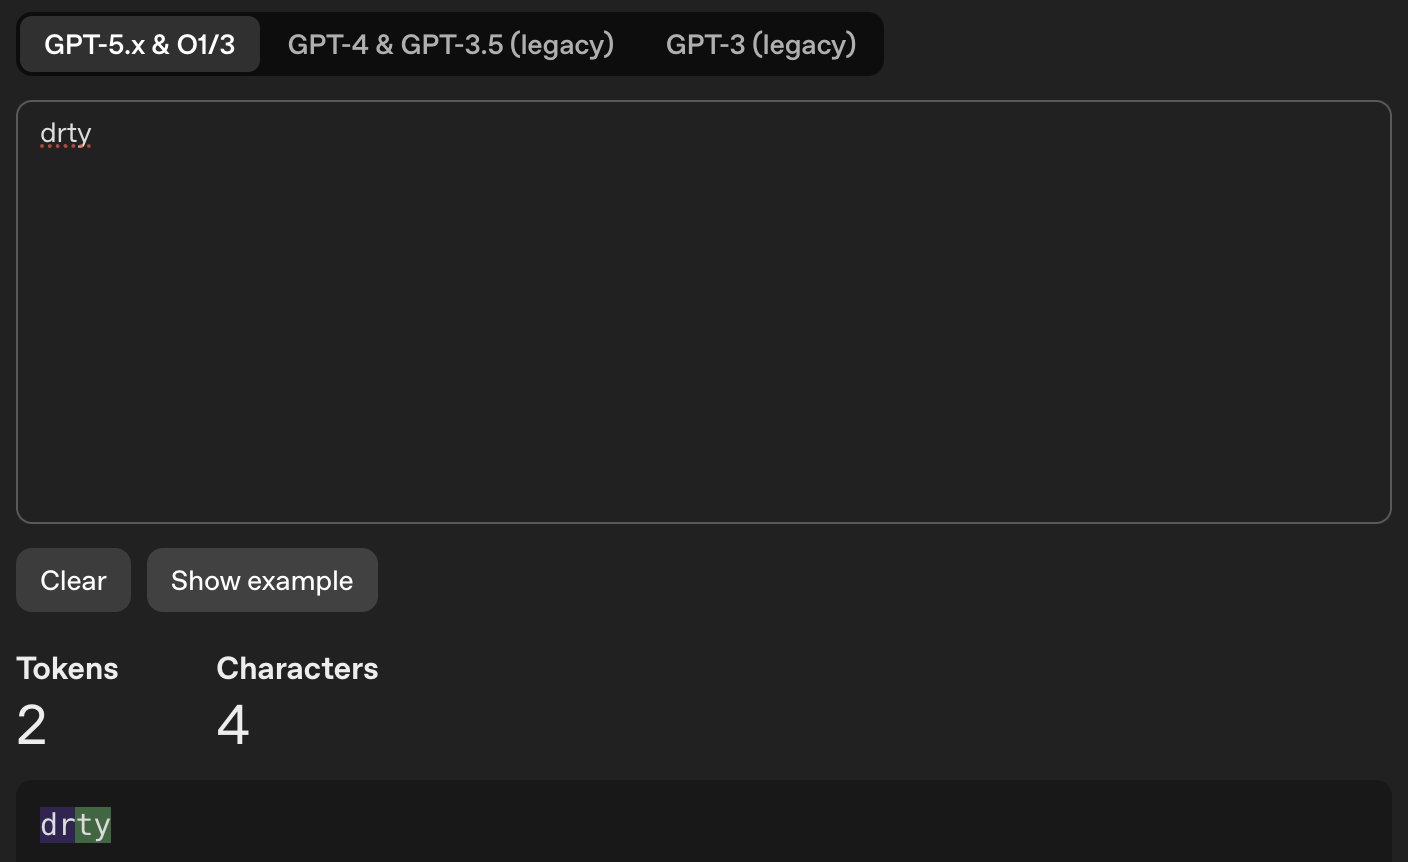 GPT-5.x & O1/3 GPT-4 & GPT-3.5 (legacy) GPT-3 (legacy)
drty
Clear Show example
Tokens Characters
2 4
drty